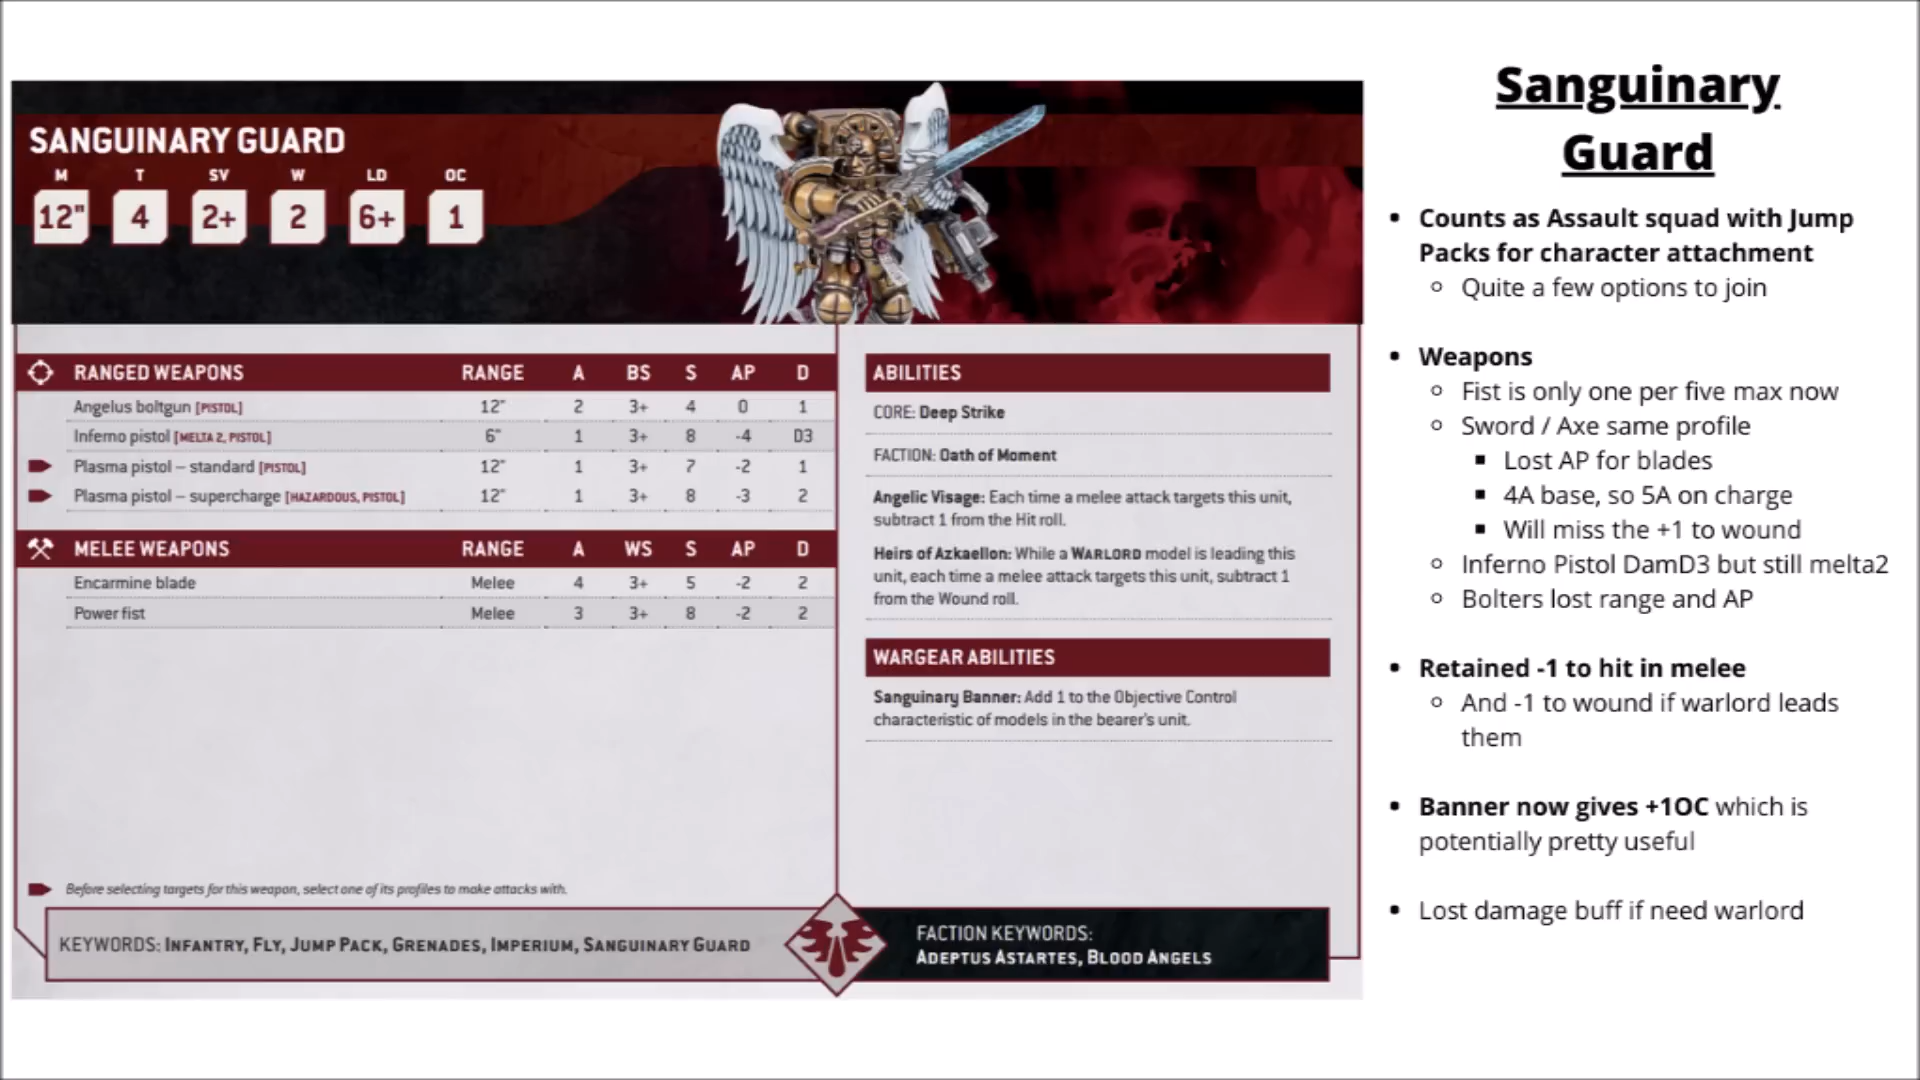 SANGUINARY GUARD
M T SV W LD OC
12" 4 2+ 2 6+ 1
RANGED WEAPONS RANGE A BS S AP D
Angelus boltgun [PISTOL] 12" 2 3+ 4 0 1
Inferno pistol [MELTA 2, PISTOL] 6" 1 3+ 8 -4 D3
Plasma pistol – standard [PISTOL] 12" 1 3+ 7 -2 1
Plasma pistol – supercharge [HAZARDOUS, PISTOL] 12" 1 3+ 8 -3 2
MELEE WEAPONS RANGE A WS S AP D
Encarmine blade Melee 4 3+ 5 -2 2
Power fist Melee 3 3+ 8 -2 2
Before selecting targets for this weapon, select one of its profiles to make attacks with.
KEYWORDS: INFANTRY, FLY, JUMP PACK, GRENADES, IMPERIUM, SANGUINARY GUARD
ABILITIES
CORE: Deep Strike
FACTION: Oath of Moment
Angelic Visage: Each time a melee attack targets this unit,
subtract 1 from the Hit roll.
Heirs of Azkaellon: While a WARLORD model is leading this
unit, each time a melee attack targets this unit, subtract 1
from the Wound roll.
WARGEAR ABILITIES
Sanguinary Banner: Add 1 to the Objective Control
characteristic of models in the bearer's unit.
FACTION KEYWORDS:
ADEPTUS ASTARTES, BLOOD ANGELS
Sanguinary
Guard
• Counts as Assault squad with Jump
Packs for character attachment
◦ Quite a few options to join
• Weapons
◦ Fist is only one per five max now
◦ Sword / Axe same profile
▪ Lost AP for blades
▪ 4A base, so 5A on charge
▪ Will miss the +1 to wound
◦ Inferno Pistol DamD3 but still melta2
◦ Bolters lost range and AP
• Retained -1 to hit in melee
◦ And -1 to wound if warlord leads
them
• Banner now gives +1OC which is
potentially pretty useful
• Lost damage buff if need warlord